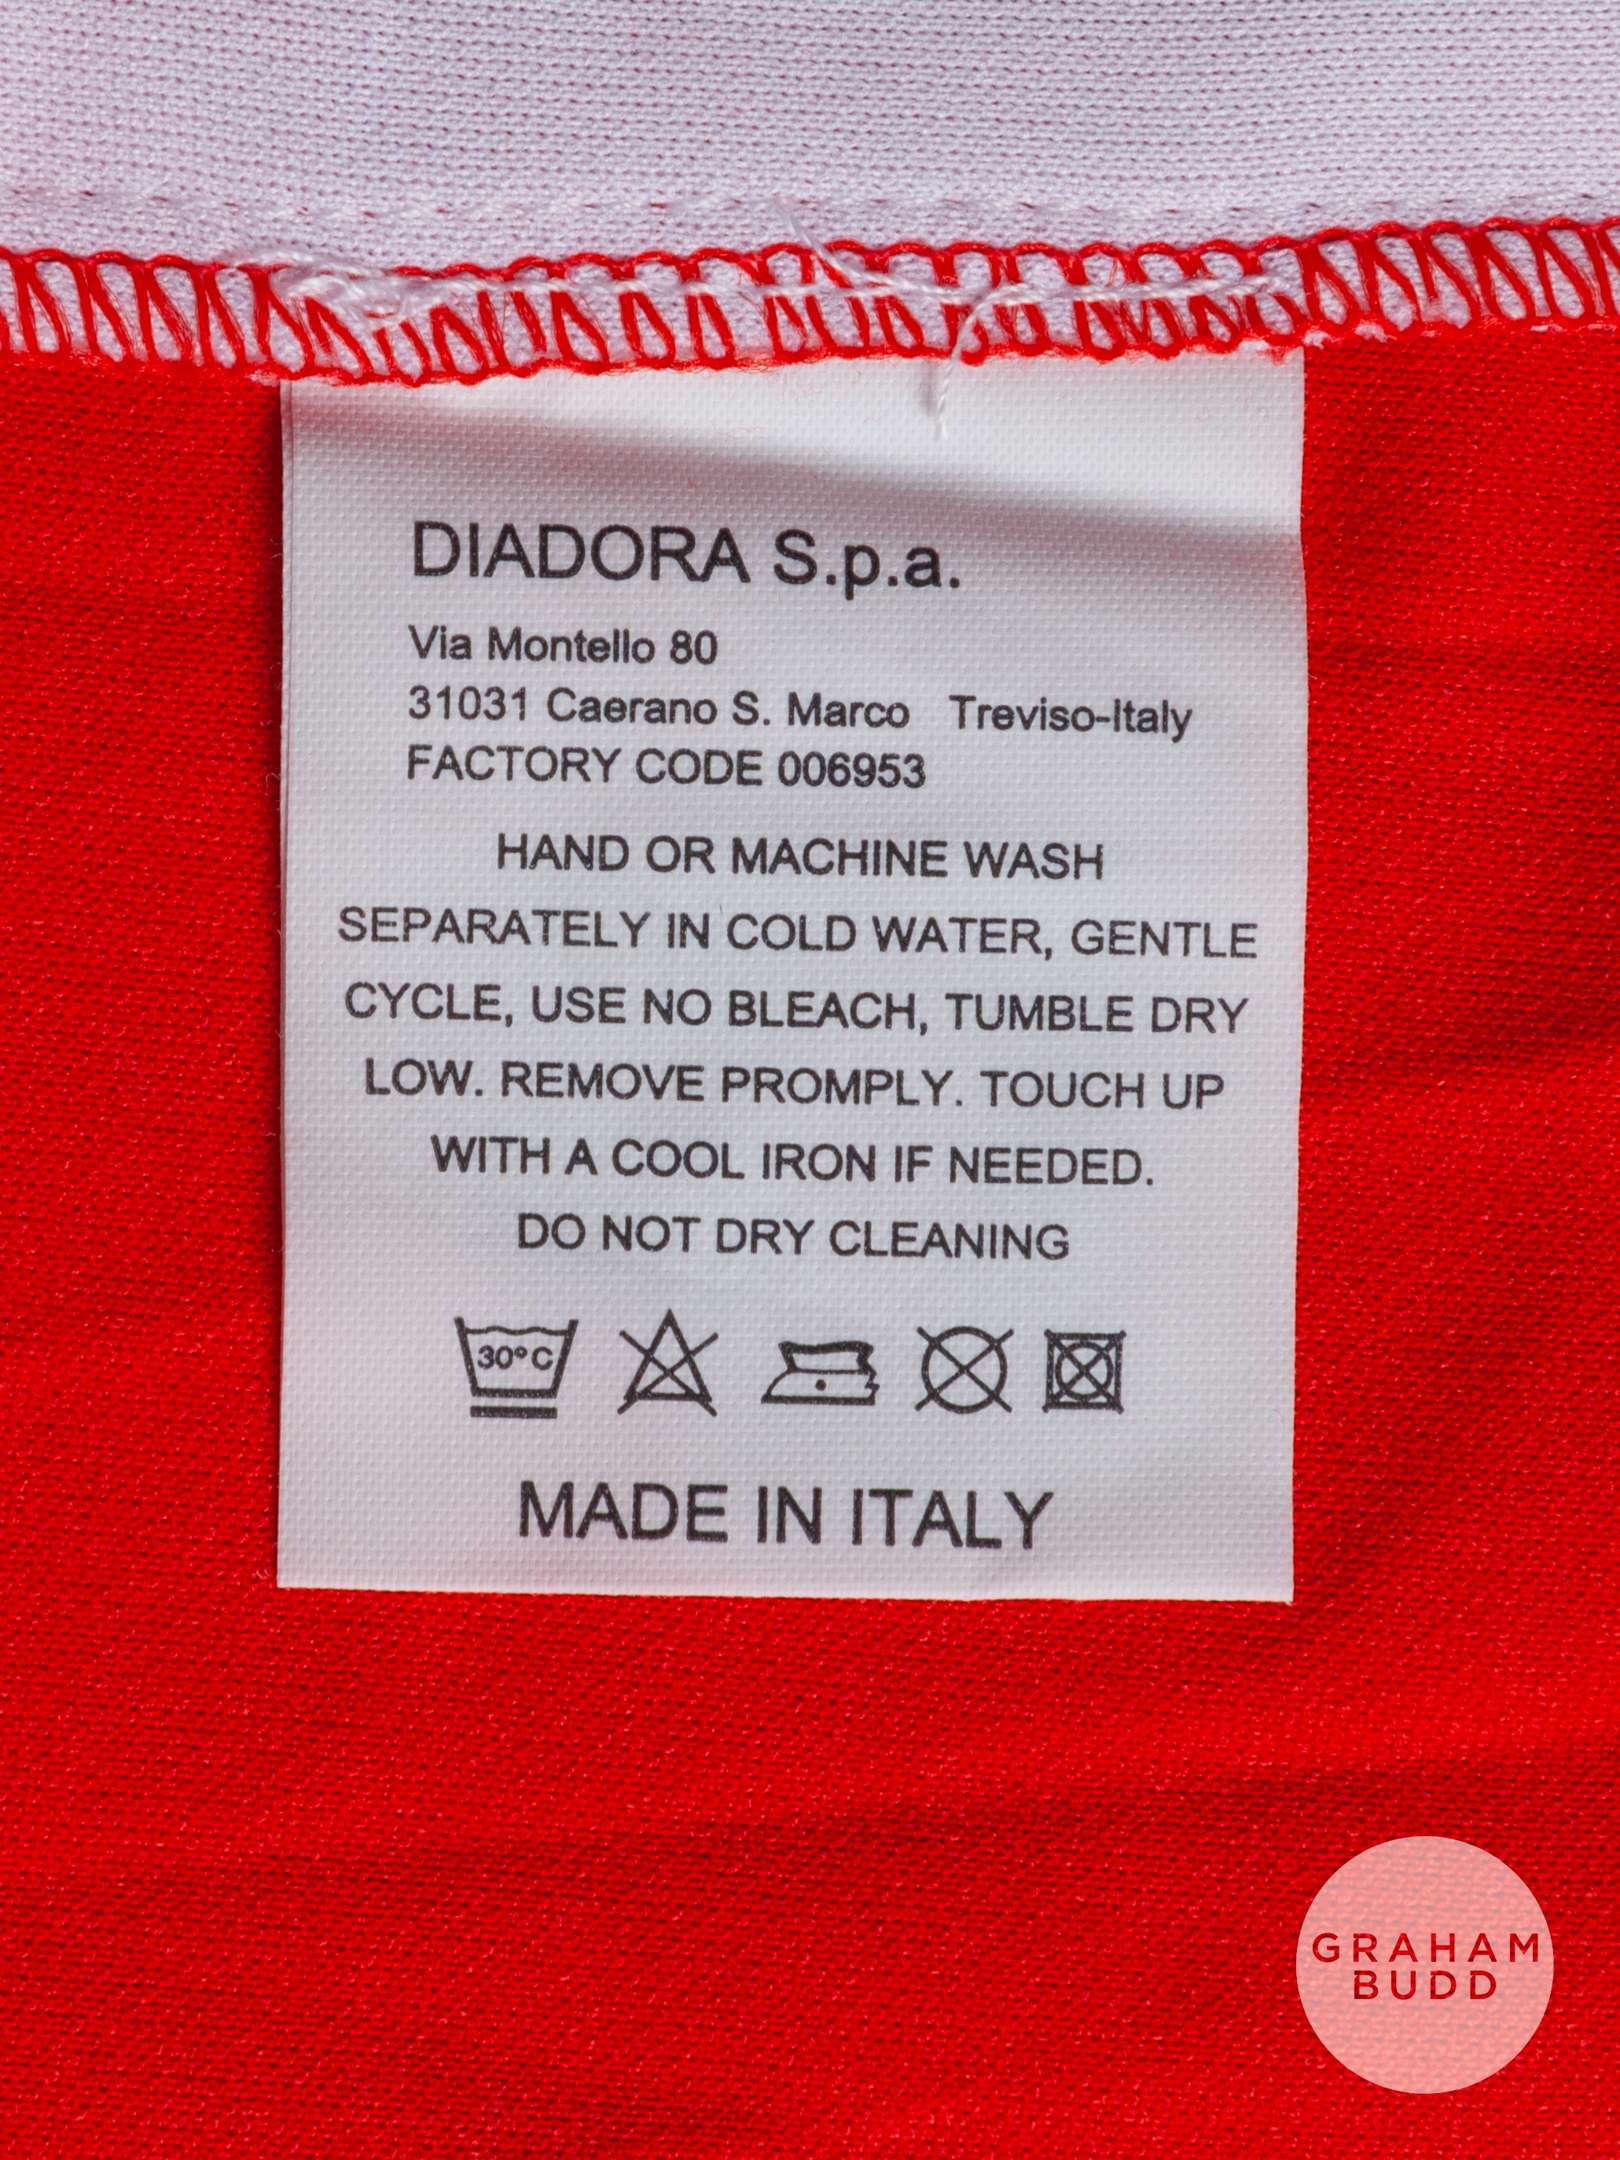 DIADORA S.p.a.
Via Montello 80
31031 Caerano S. Marco Treviso-Italy
FACTORY CODE 006953
HAND OR MACHINE WASH
SEPARATELY IN COLD WATER, GENTLE
CYCLE, USE NO BLEACH, TUMBLE DRY
LOW. REMOVE PROMPLY. TOUCH UP
WITH A COOL IRON IF NEEDED.
DO NOT DRY CLEANING
30°C
MADE IN ITALY
GRAHAM
BUDD